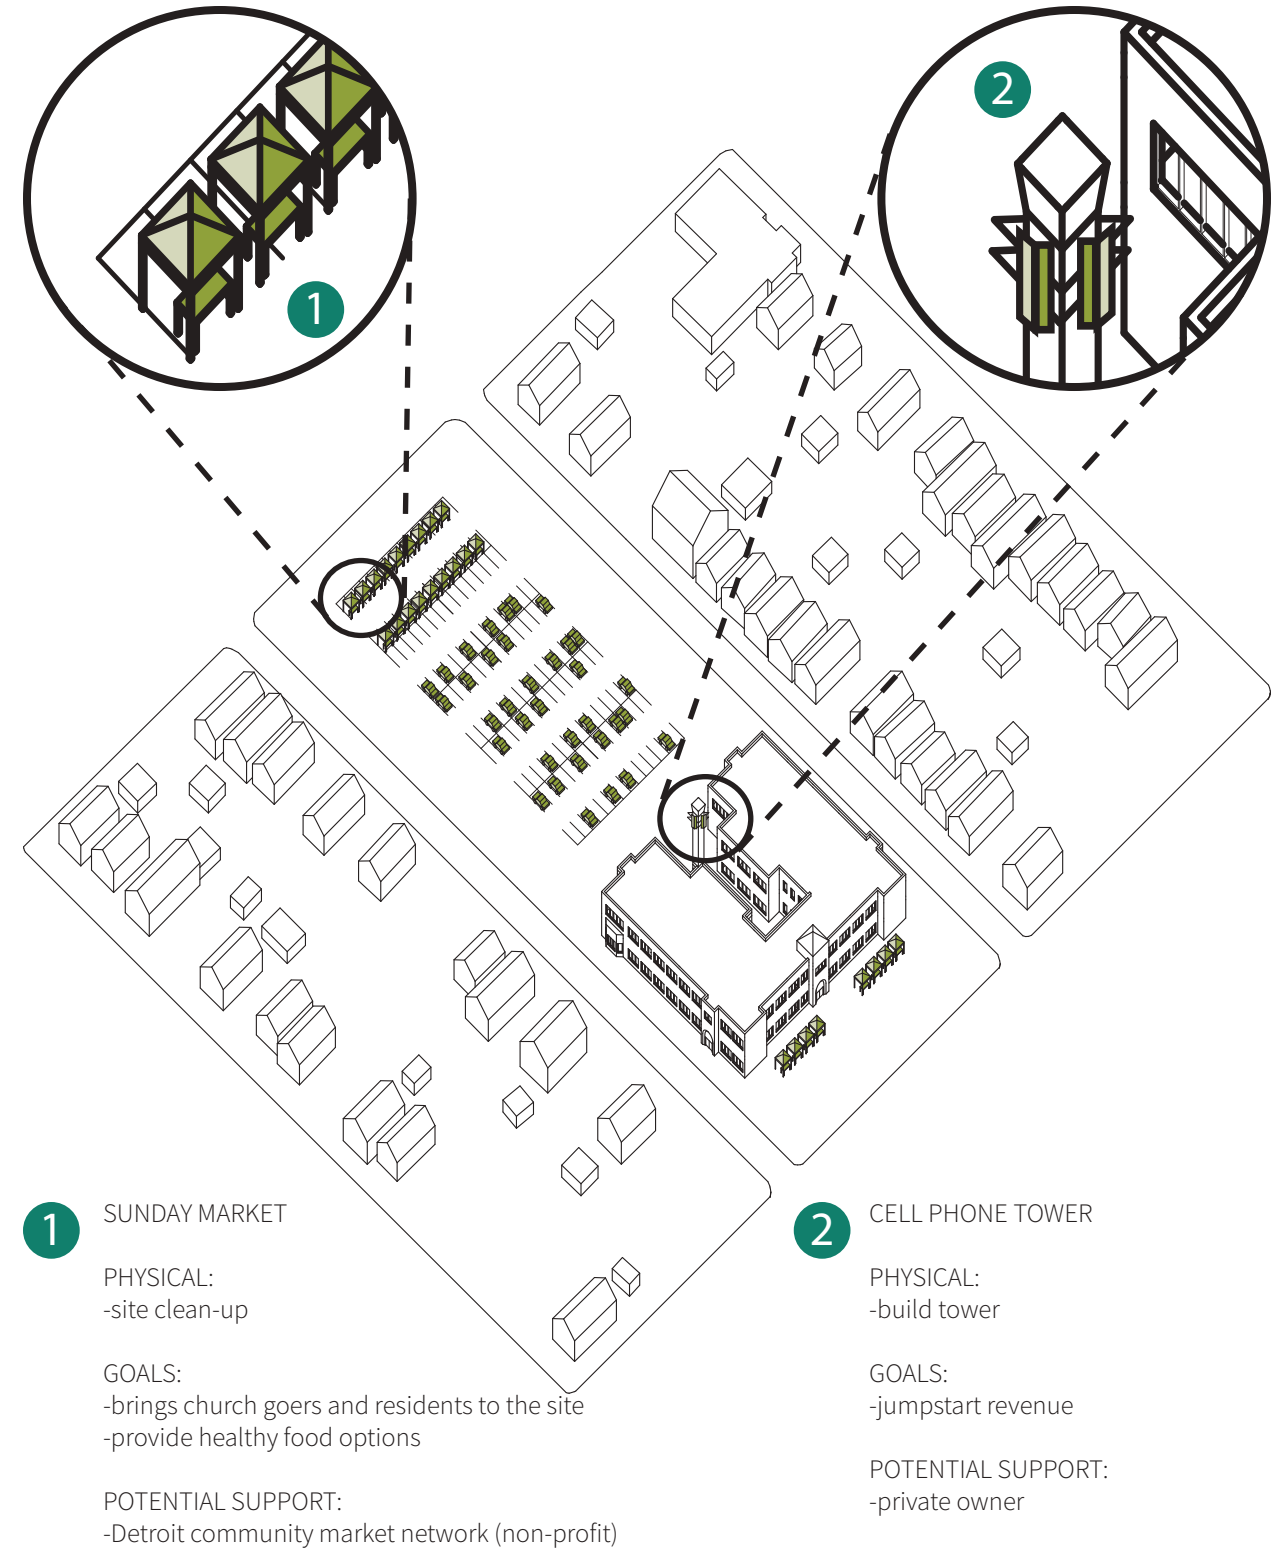 1
2
1
SUNDAY MARKET
PHYSICAL:
-site clean-up
GOALS:
-brings church goers and residents to the site
-provide healthy food options
POTENTIAL SUPPORT:
-Detroit community market network (non-profit)
2
CELL PHONE TOWER
PHYSICAL:
-build tower
GOALS:
-jumpstart revenue
POTENTIAL SUPPORT:
-private owner